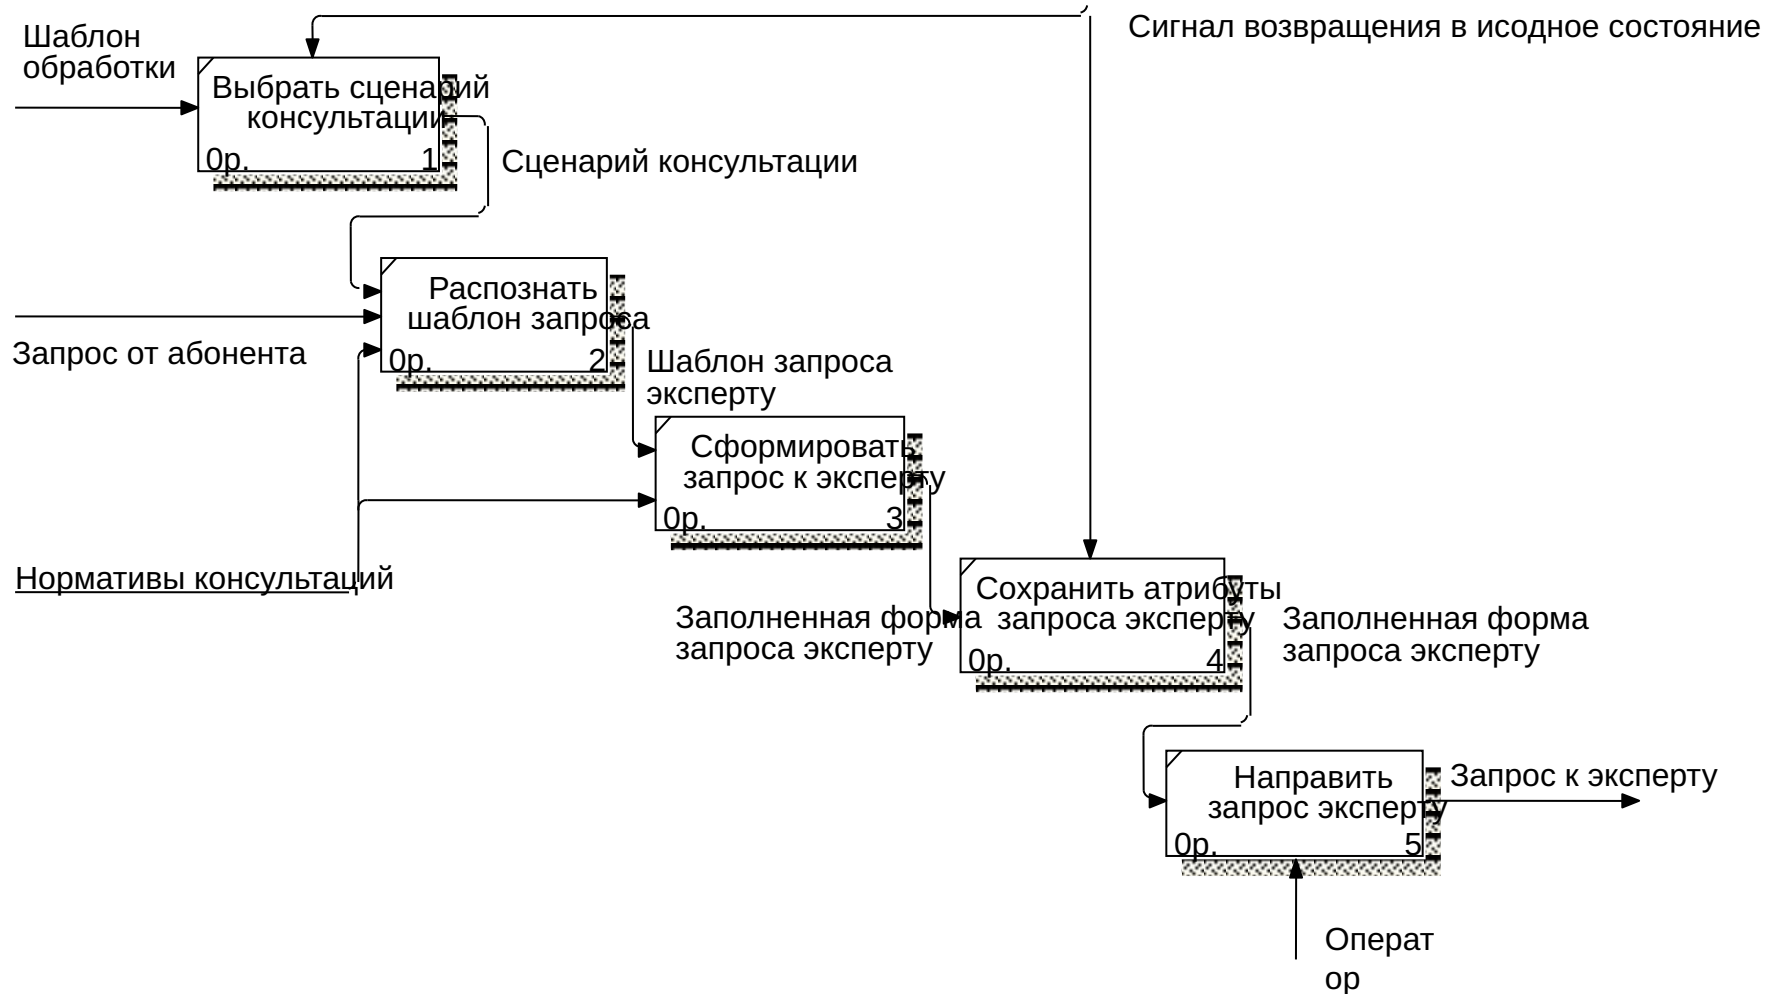 Сигнал возвращения в исодное состояние
Шаблон
обработки
Выбрать сценарий
консультации
0р. 1
Сценарий консультации
Распознать
шаблон запроса
0р. 2
Запрос от абонента
Шаблон запроса
эксперту
Сформировать
запрос к эксперту
0р. 3
Нормативы консультаций
Заполненная форма
запроса эксперту
Сохранить атрибуты
запроса эксперту
0р. 4
Заполненная форма
запроса эксперту
Направить
запрос эксперту
0р. 5
Запрос к эксперту
Операт
ор